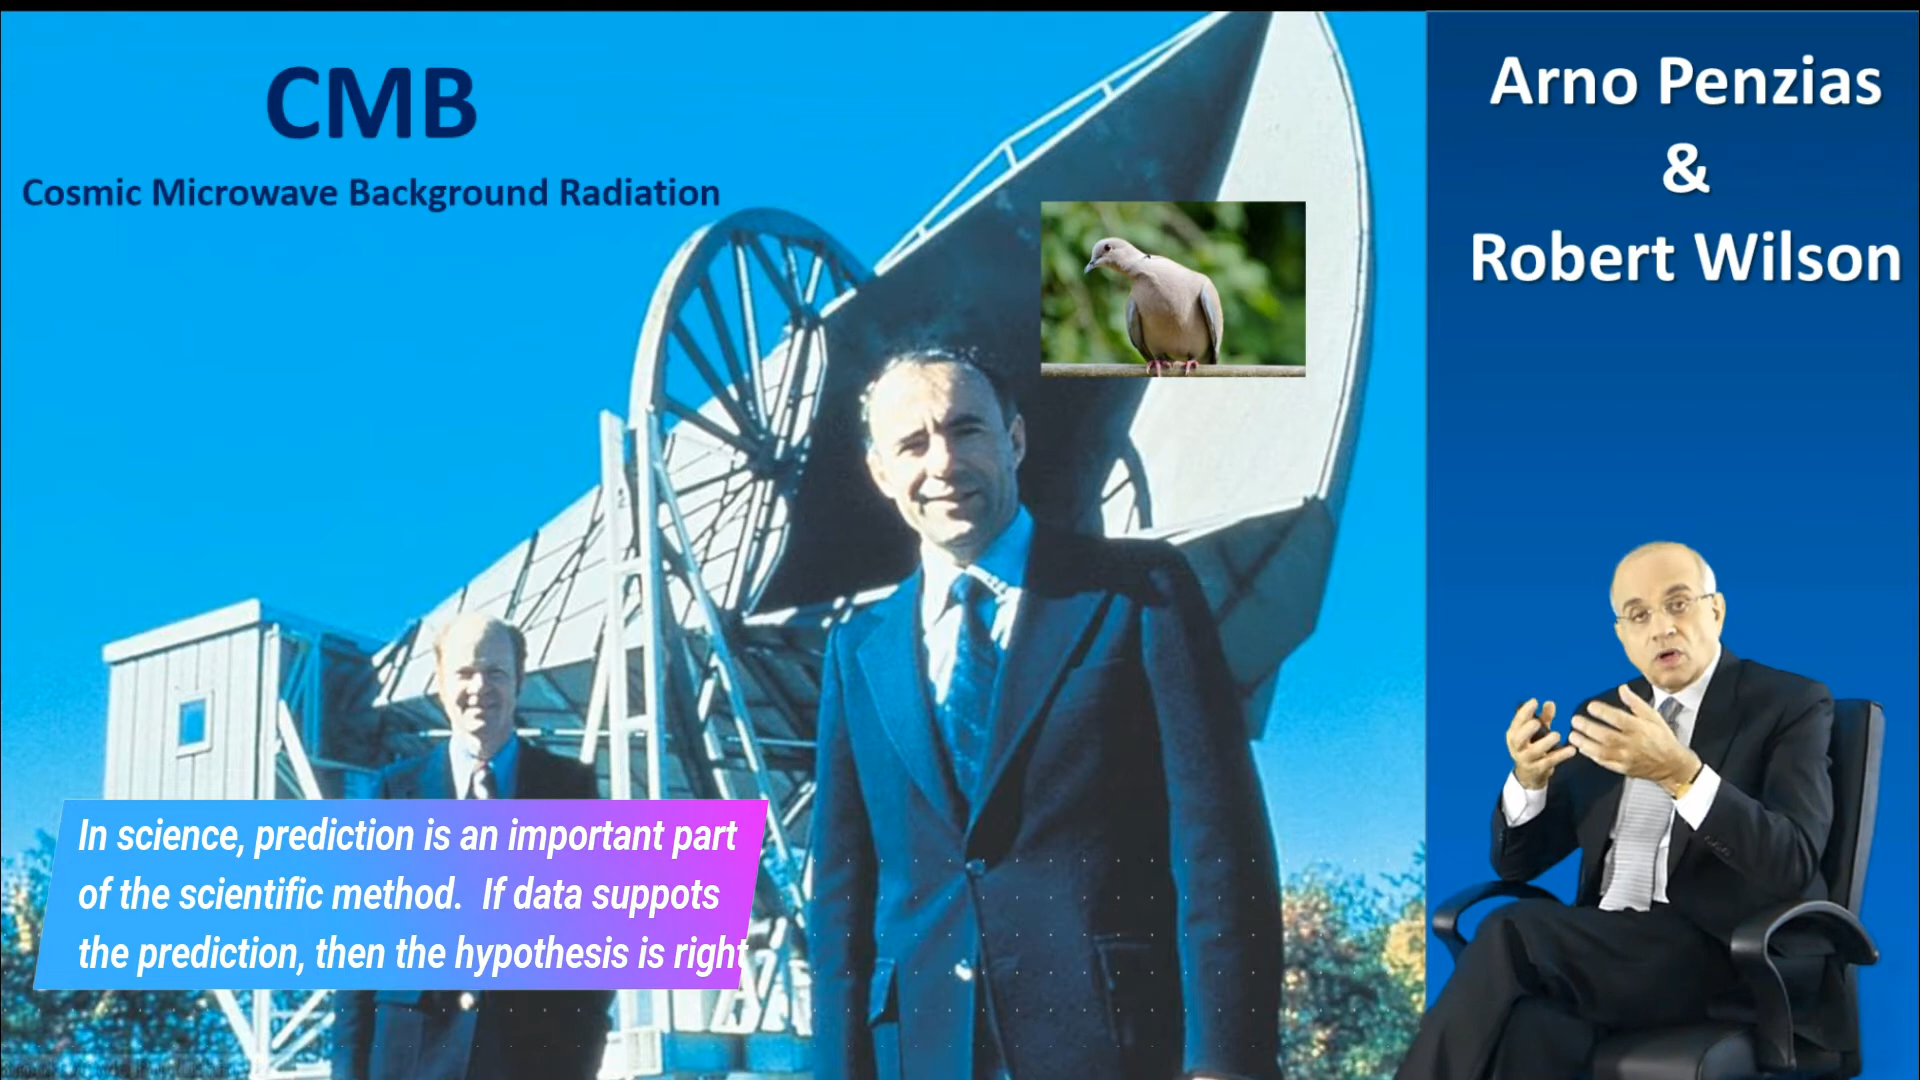 CMB
Cosmic Microwave Background Radiation
Arno Penzias
&
Robert Wilson
In science, prediction is an important part
of the scientific method.  If data suppots
the prediction, then the hypothesis is right